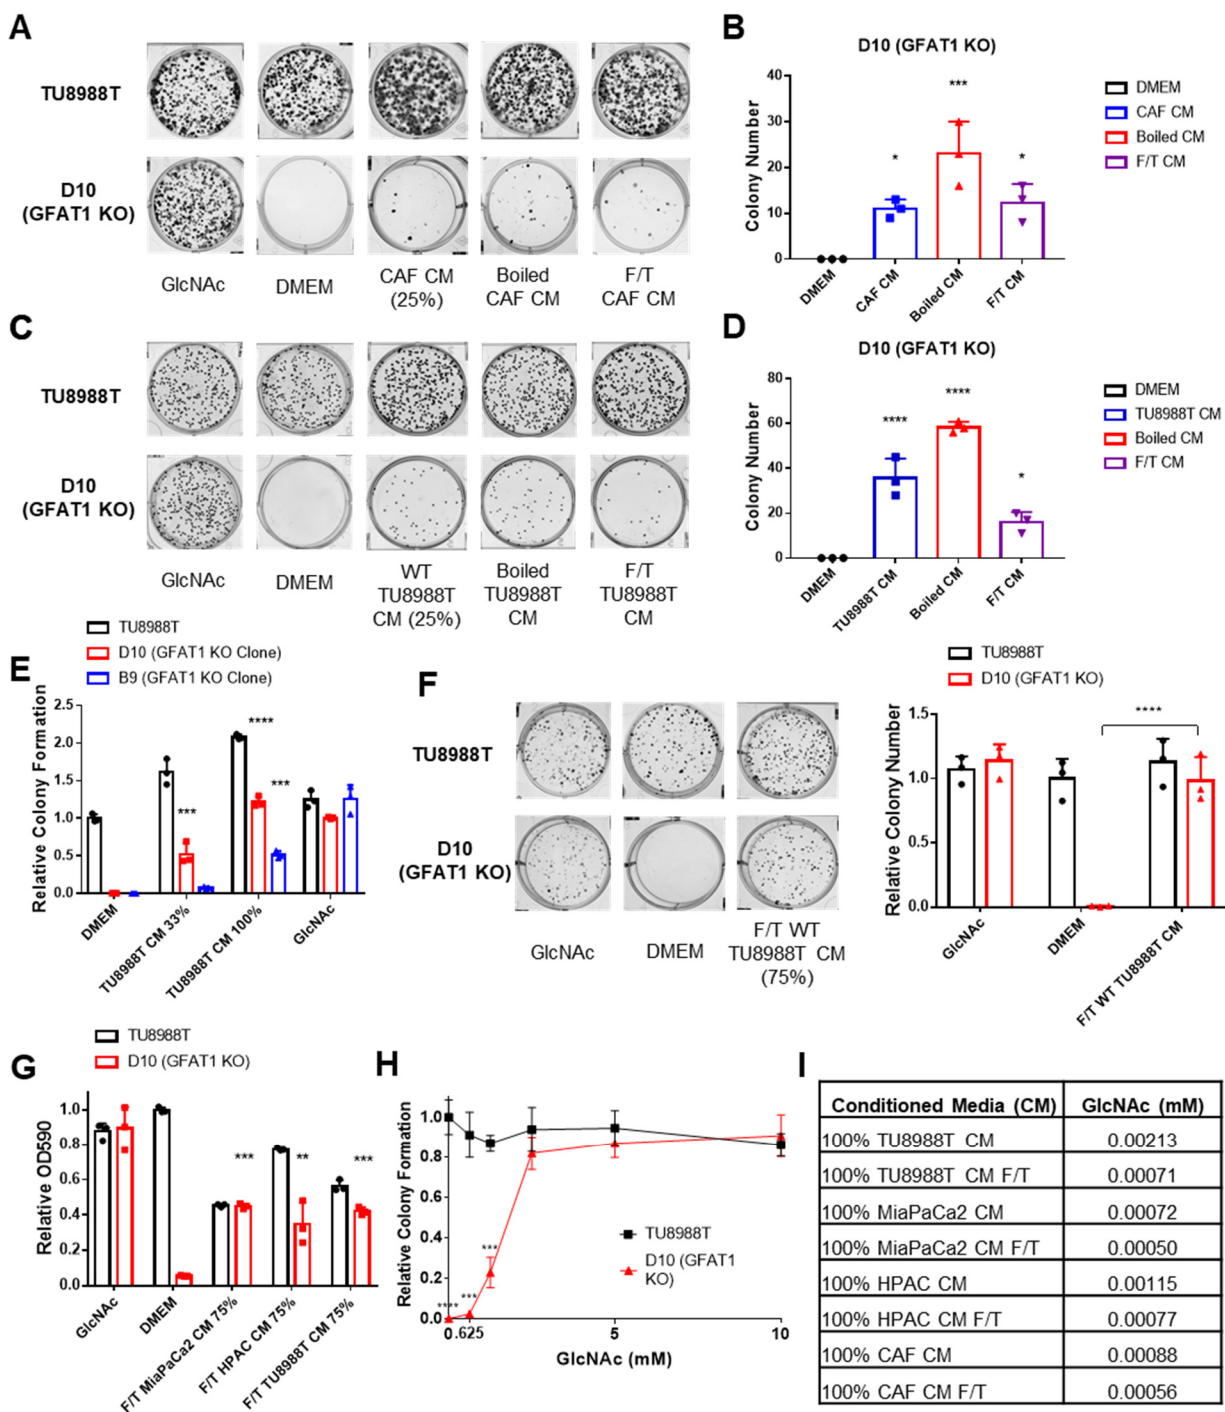 A
TU8988T
D10
(GFAT1 KO)
GlcNAc
DMEM
CAF CM
(25%)
Boiled
CAF CM
F/T
CAF CM
B
D10 (GFAT1 KO)
Colony Number
40
30
20
10
0
***
*
*
DMEM
CAF CM
Boiled CM
F/T CM
DMEM
CAF CM
Boiled CM
F/T CM
C
TU8988T
D10
(GFAT1 KO)
GlcNAc
DMEM
WT
TU8988T
CM (25%)
Boiled
TU8988T
CM
F/T
TU8988T
CM
D
D10 (GFAT1 KO)
Colony Number
80
60
40
20
0
****
****
*
DMEM
TU8988T CM
Boiled CM
F/T CM
DMEM
TU8988T CM
Boiled CM
F/T CM
E
TU8988T
D10 (GFAT1 KO Clone)
B9 (GFAT1 KO Clone)
Relative Colony Formation
2.5
2.0
1.5
1.0
0.5
0.0
***
****
***
DMEM
TU8988T CM 33%
TU8988T CM 100%
GlcNAc
F
TU8988T
D10
(GFAT1 KO)
GlcNAc
DMEM
F/T WT
TU8988T CM
(75%)
TU8988T
D10 (GFAT1 KO)
Relative Colony Number
1.5
1.0
0.5
0.0
****
GlcNAc
DMEM
F/T WT TU8988T CM
G
TU8988T
D10 (GFAT1 KO)
Relative OD590
1.0
0.8
0.6
0.4
0.2
0.0
***
**
***
GlcNAc
DMEM
F/T MiaPaCa2 CM 75%
F/T HPAC CM 75%
F/T TU8988T CM 75%
H
Relative Colony Formation
1.0
0.8
0.6
0.4
0.2
0.0
****
***
***
TU8988T
D10 (GFAT1
KO)
0.625
5
10
GlcNAc (mM)
I
Conditioned Media (CM) GlcNAc (mM)
100% TU8988T CM 0.00213
100% TU8988T CM F/T 0.00071
100% MiaPaCa2 CM 0.00072
100% MiaPaCa2 CM F/T 0.00050
100% HPAC CM 0.00115
100% HPAC CM F/T 0.00077
100% CAF CM 0.00088
100% CAF CM F/T 0.00056